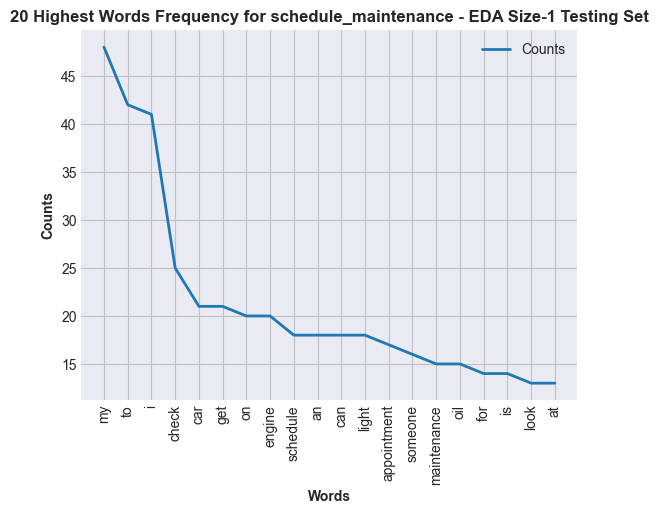 20 Highest Words Frequency for schedule_maintenance - EDA Size-1 Testing Set
Counts
Counts
45
40
35
30
25
20
15
my
to
i
check
car
get
on
engine
schedule
an
can
light
appointment
someone
maintenance
oil
for
is
look
at
Words